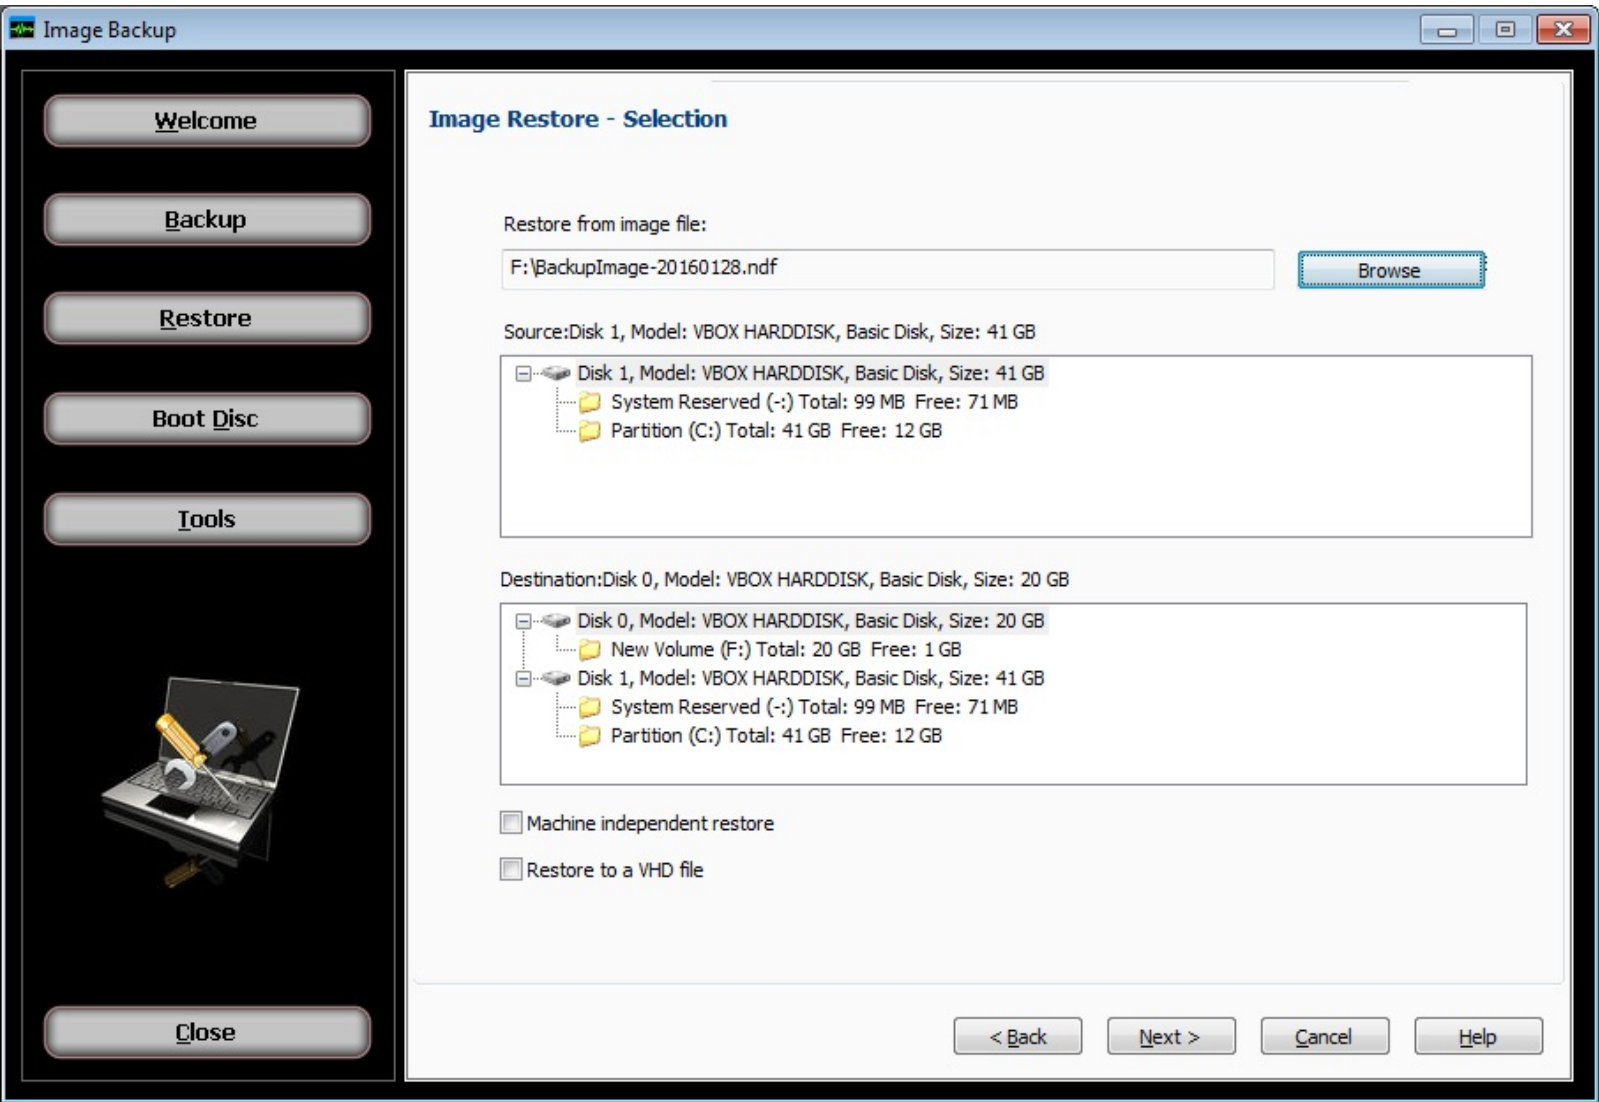 Image Backup
Welcome
Backup
Restore
Boot Disc
Tools
Close
Image Restore - Selection
Restore from image file:
F:\BackupImage-20160128.ndf
Browse
Source:Disk 1, Model: VBOX HARDDISK, Basic Disk, Size: 41 GB
Disk 1, Model: VBOX HARDDISK, Basic Disk, Size: 41 GB
System Reserved (-:) Total: 99 MB Free: 71 MB
Partition (C:) Total: 41 GB Free: 12 GB
Destination:Disk 0, Model: VBOX HARDDISK, Basic Disk, Size: 20 GB
Disk 0, Model: VBOX HARDDISK, Basic Disk, Size: 20 GB
New Volume (F:) Total: 20 GB Free: 1 GB
Disk 1, Model: VBOX HARDDISK, Basic Disk, Size: 41 GB
System Reserved (-:) Total: 99 MB Free: 71 MB
Partition (C:) Total: 41 GB Free: 12 GB
Machine independent restore
Restore to a VHD file
< Back Next > Cancel Help